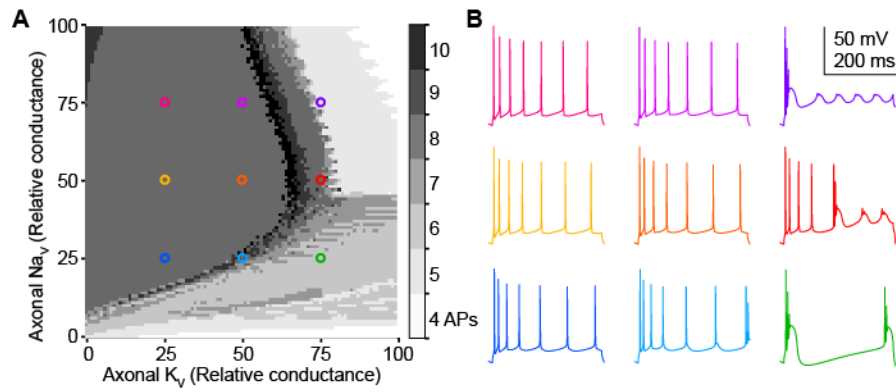 A
B
100
75
50
25
0
Axonal Naᵥ (Relative conductance)
0 25 50 75 100
Axonal Kᵥ (Relative conductance)
10
9
8
7
6
5
4 APs
50 mV
200 ms